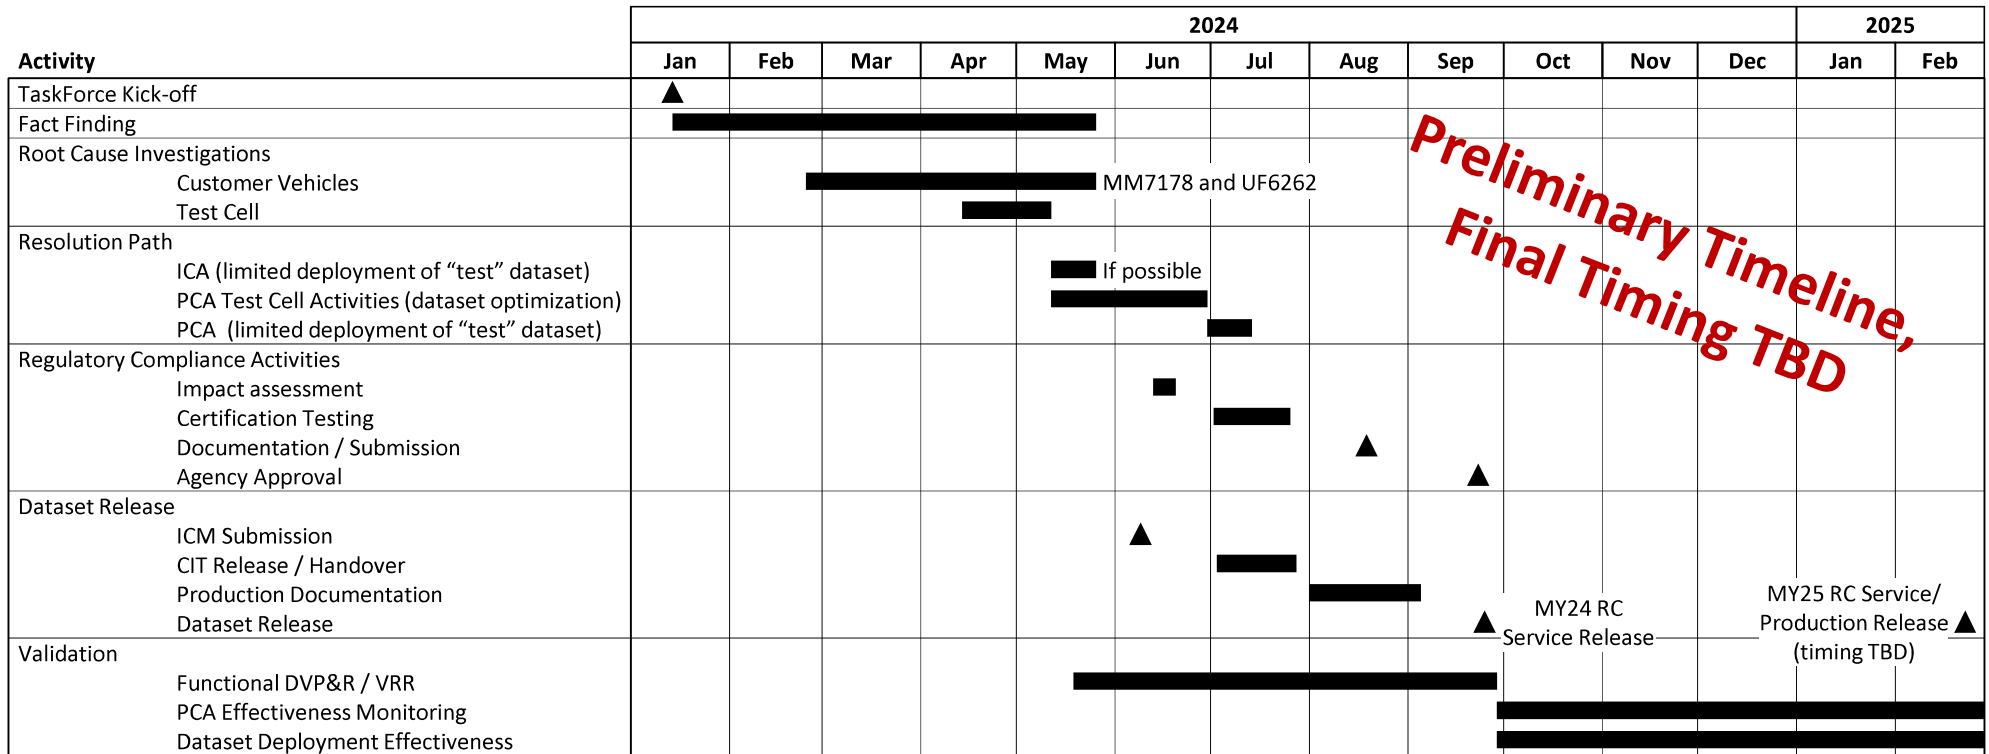 2024 2025
Activity Jan Feb Mar Apr May Jun Jul Aug Sep Oct Nov Dec Jan Feb
TaskForce Kick-off
Fact Finding
Root Cause Investigations
Customer Vehicles MM7178 and UF6262
Test Cell
Resolution Path
ICA (limited deployment of “test” dataset) If possible
PCA Test Cell Activities (dataset optimization)
PCA (limited deployment of “test” dataset)
Preliminary Timeline,
Final Timing TBD
Regulatory Compliance Activities
Impact assessment
Certification Testing
Documentation / Submission
Agency Approval
Dataset Release
ICM Submission
CIT Release / Handover
Production Documentation
Dataset Release
MY24 RC
Service Release
MY25 RC Service/
Production Release
(timing TBD)
Validation
Functional DVP&R / VRR
PCA Effectiveness Monitoring
Dataset Deployment Effectiveness